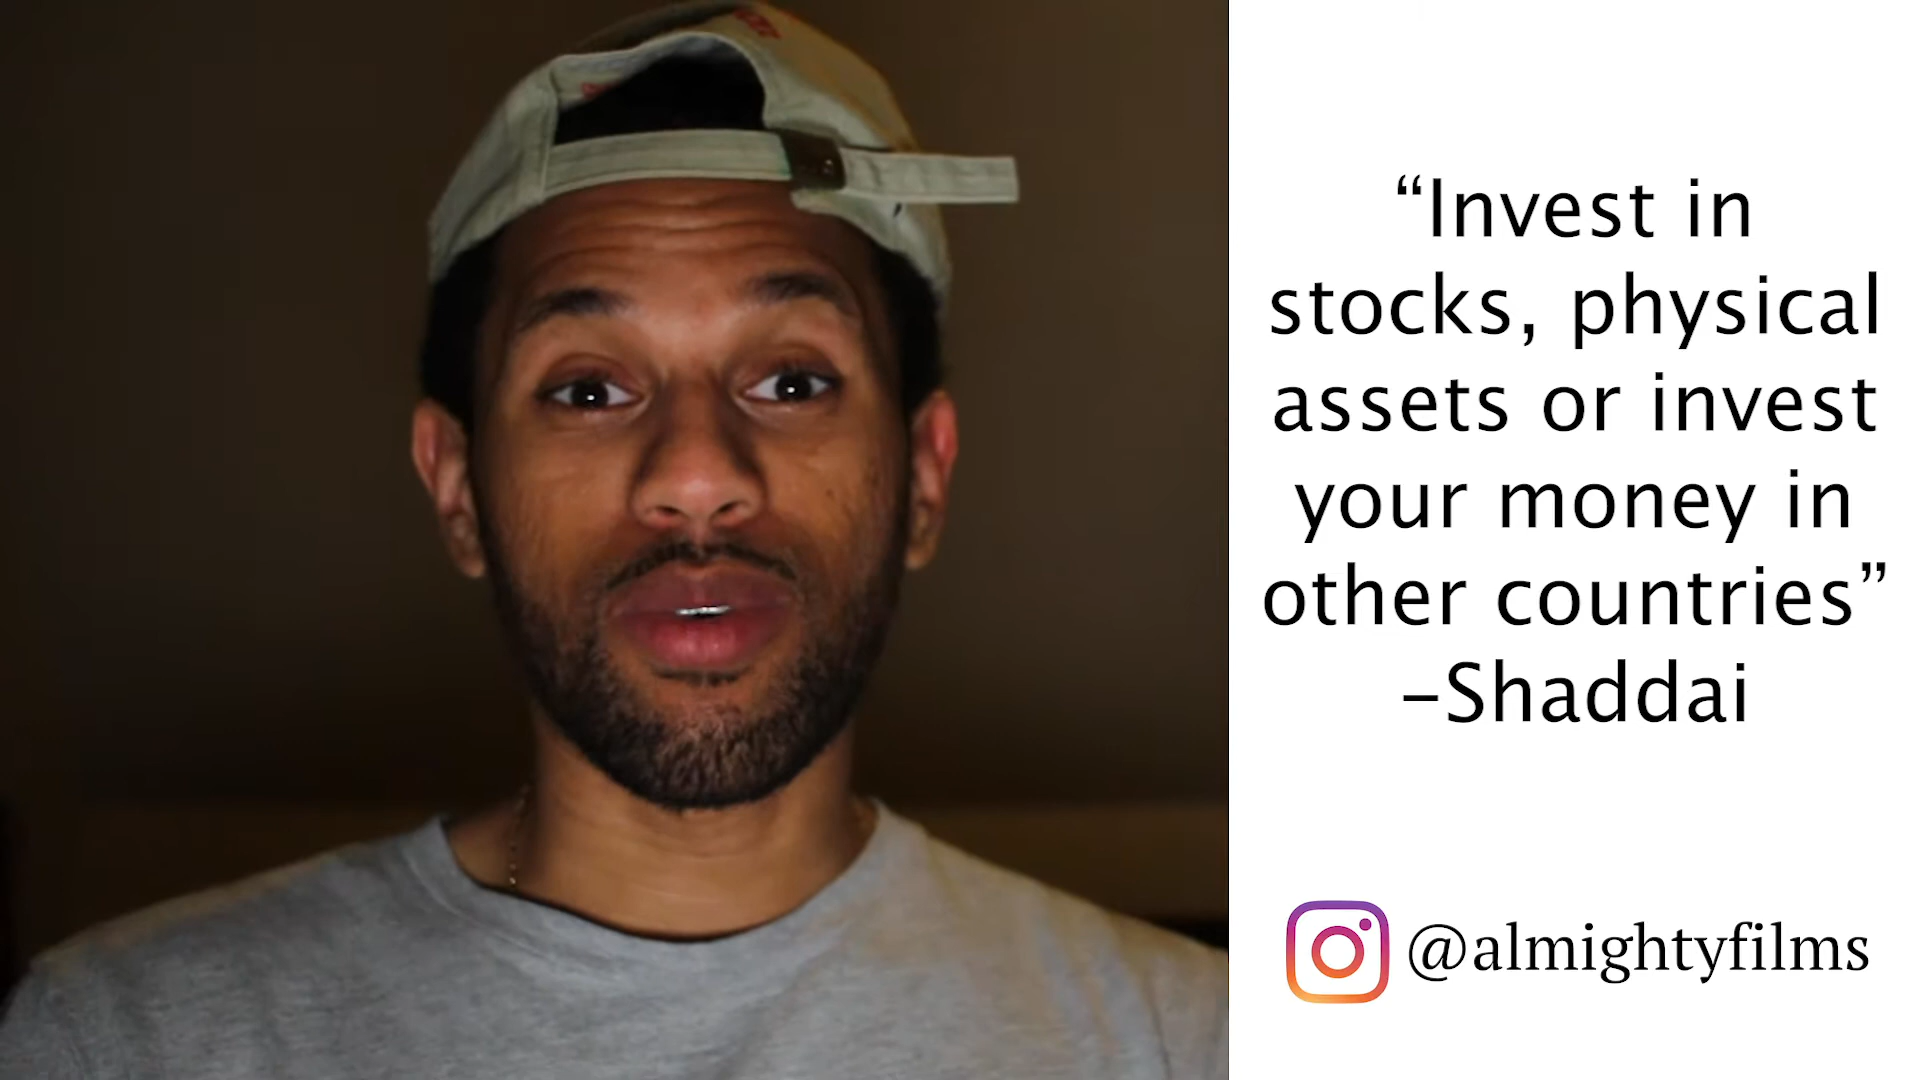 “Invest in
stocks, physical
assets or invest
your money in
other countries”
–Shaddai
@almightyfilms